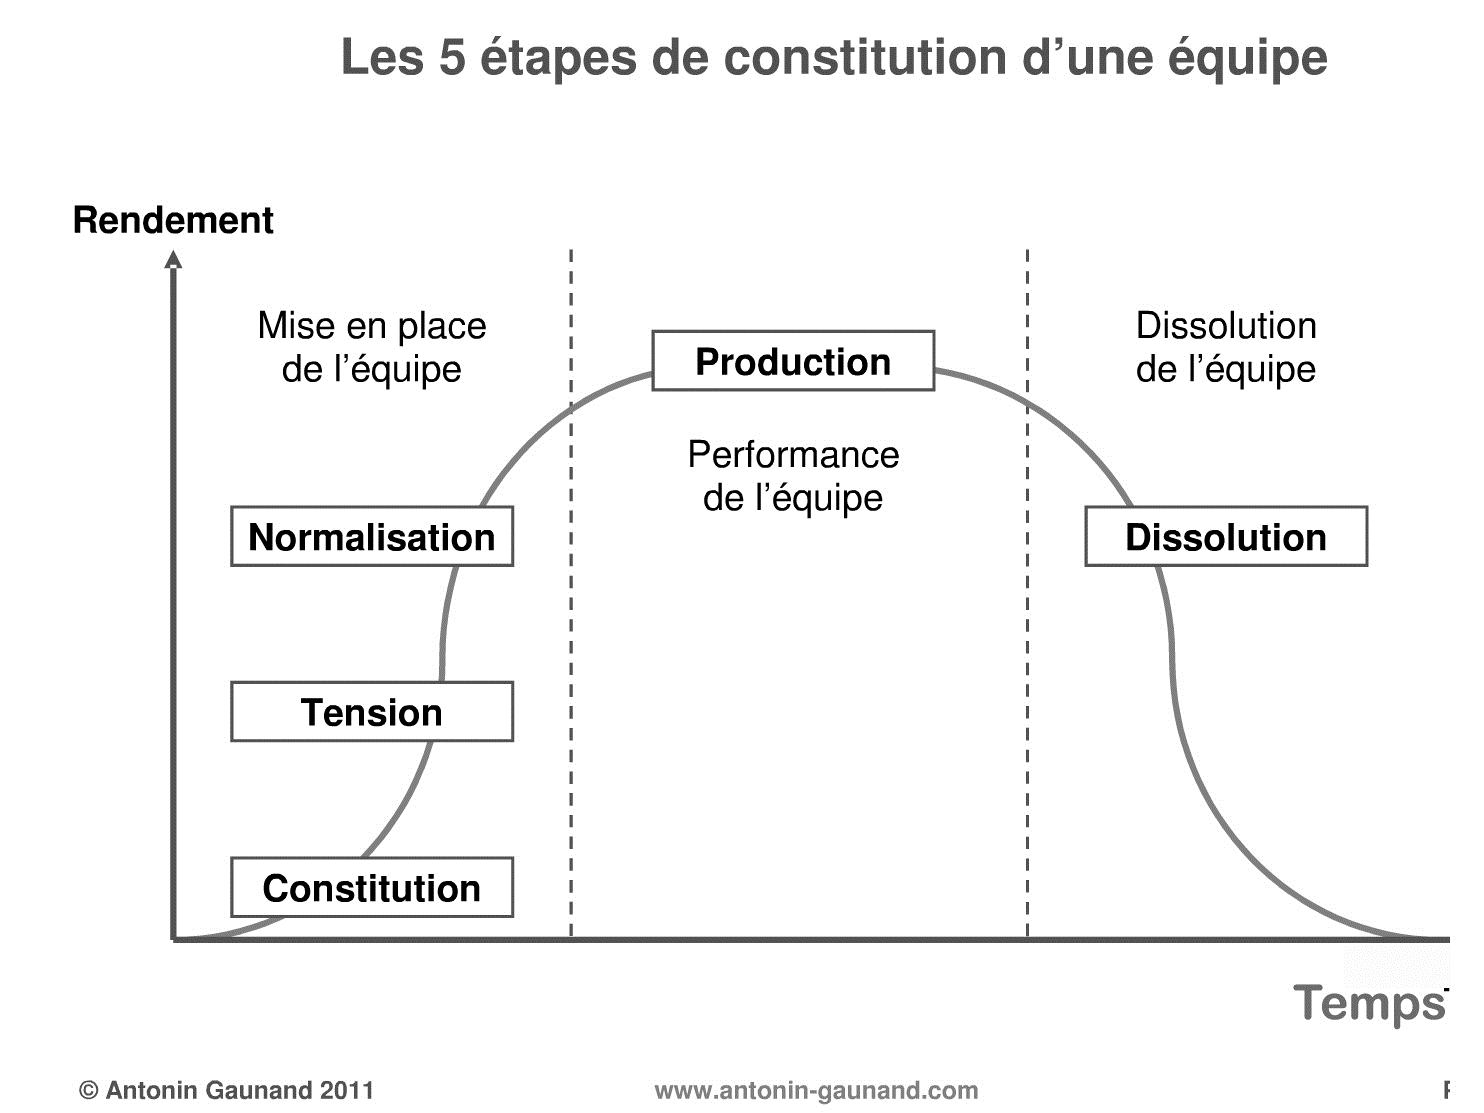 Les 5 étapes de constitution d’une équipe
Rendement
Mise en place
de l’équipe
Production
Dissolution
de l’équipe
Performance
de l’équipe
Normalisation
Dissolution
Tension
Constitution
Temps
© Antonin Gaunand 2011
www.antonin-gaunand.com